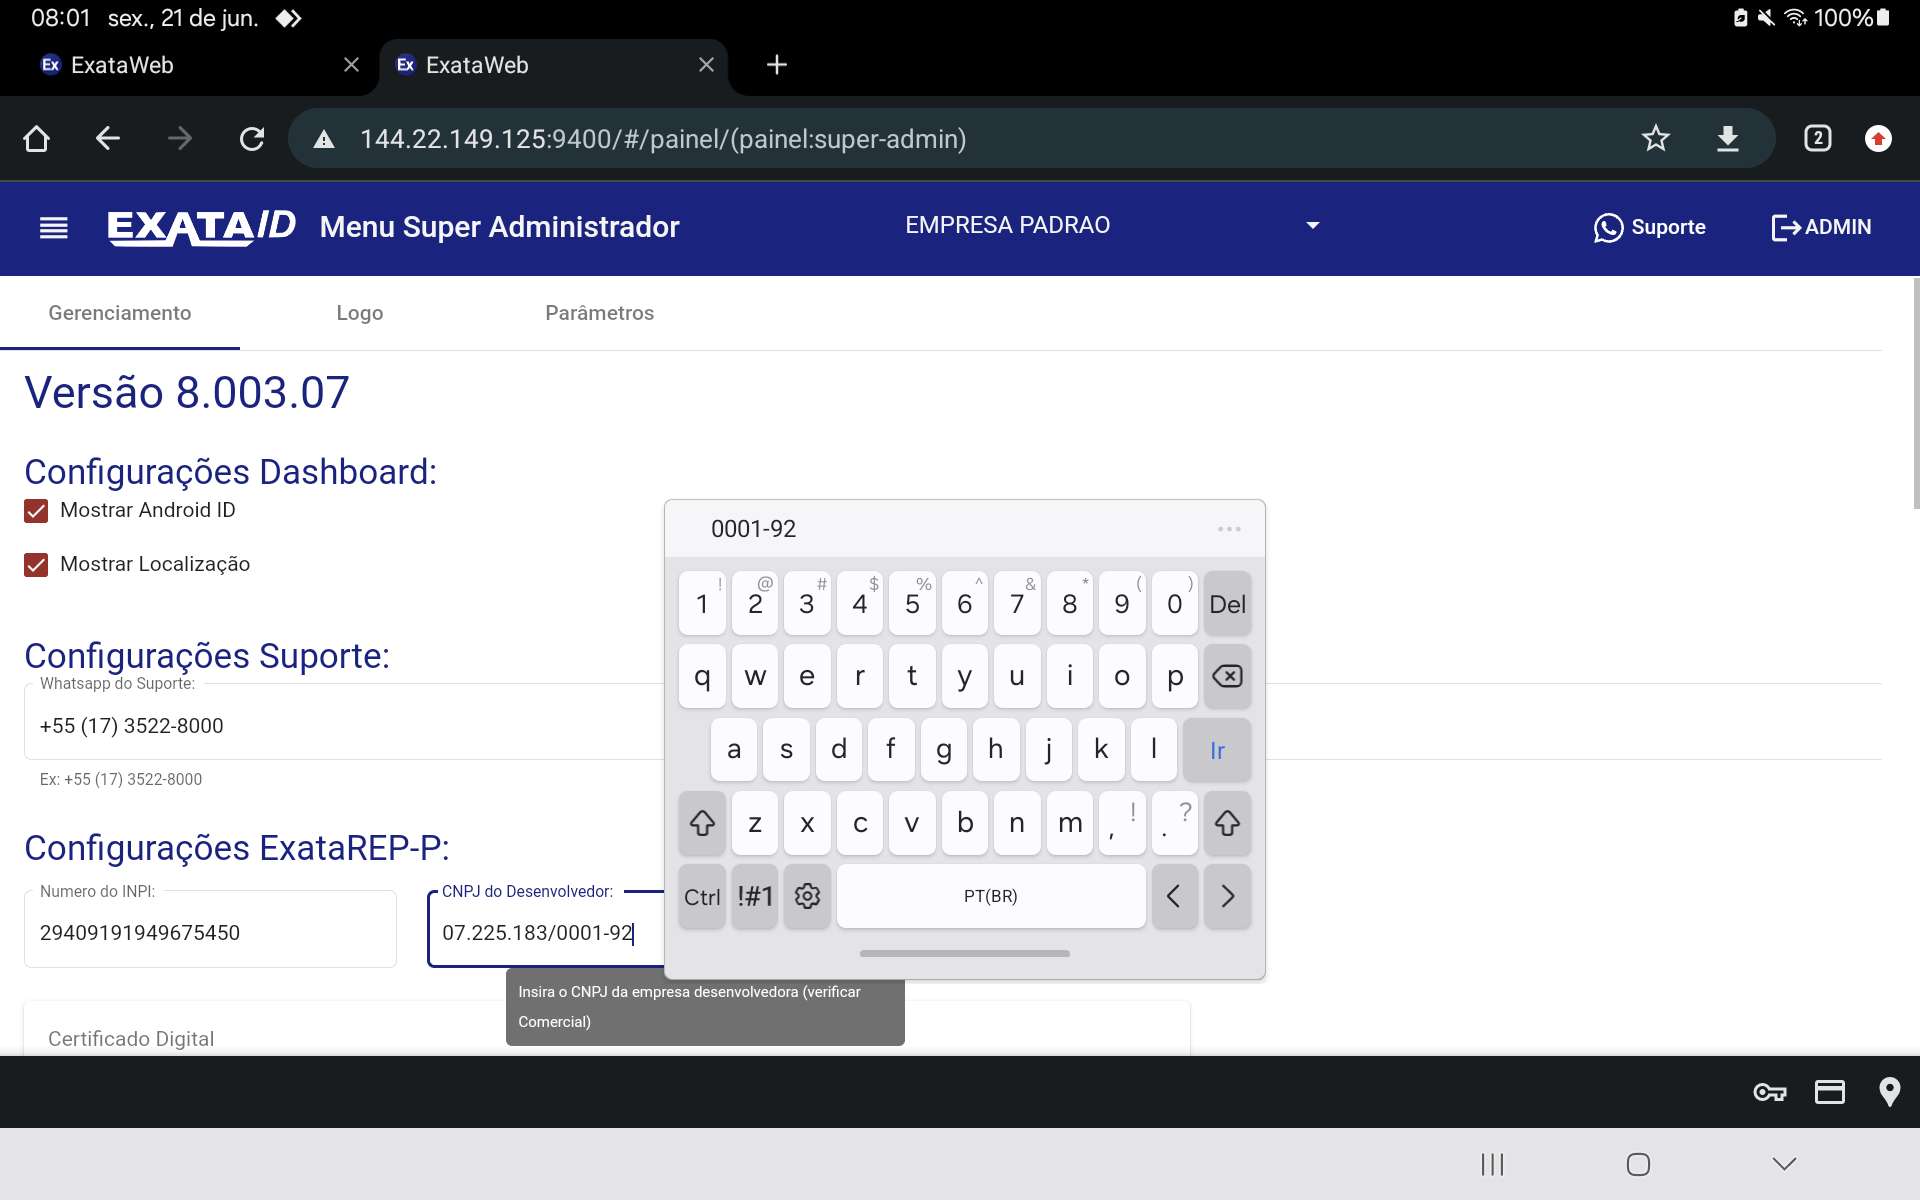 08:01 sex., 21 de jun. 100%
Ex ExataWeb
Ex ExataWeb
144.22.149.125:9400/#/painel/(painel:super-admin)
2
EXATAID Menu Super Administrador EMPRESA PADRAO Suporte ADMIN
Gerenciamento Logo Parâmetros
Versão 8.003.07
Configurações Dashboard:
Mostrar Android ID
Mostrar Localização
Configurações Suporte:
Whatsapp do Suporte:
+55 (17) 3522-8000
Ex: +55 (17) 3522-8000
Configurações ExataREP-P:
Numero do INPI:
29409191949675450
CNPJ do Desenvolvedor:
07.225.183/0001-92
Insira o CNPJ da empresa desenvolvedora (verificar
Comercial)
Certificado Digital
0001-92
! @ # $ % ^ & * ( )
1 2 3 4 5 6 7 8 9 0 Del
q w e r t y u i o p
a s d f g h j k l Ir
z x c v b n m , ! . ?
Ctrl !#1 PT(BR)